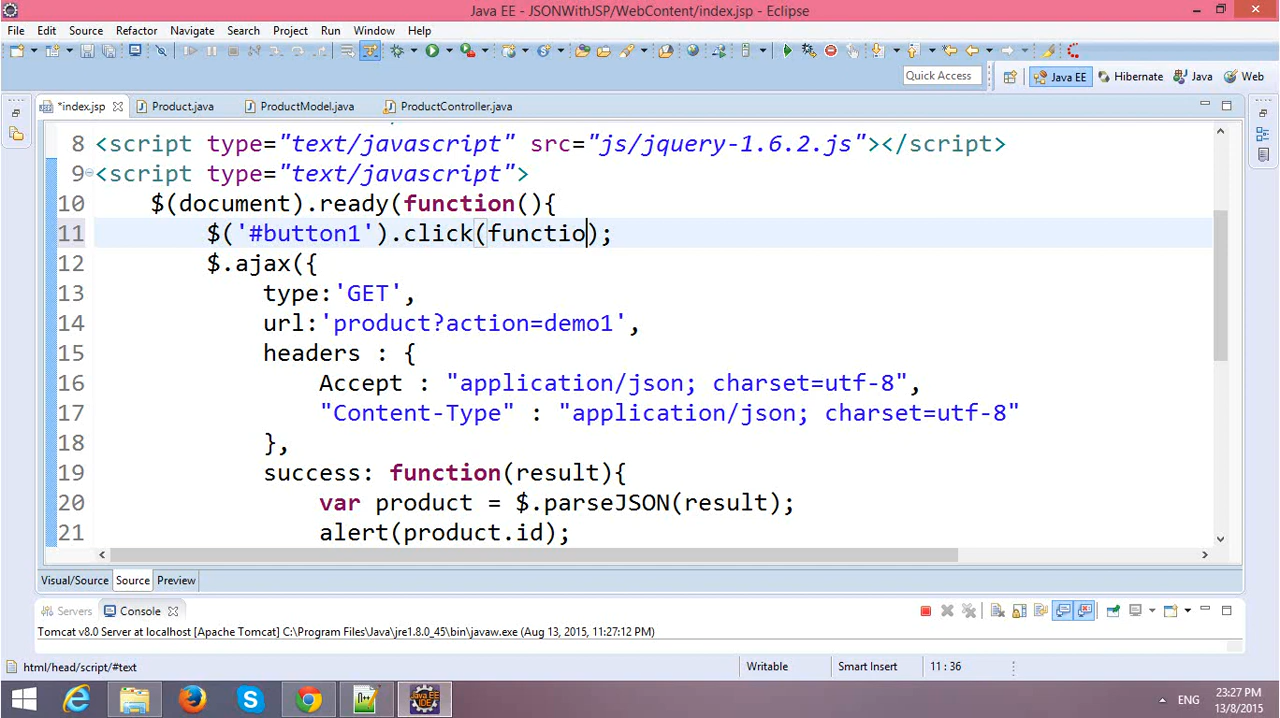 Java EE - JSONWithJSP/WebContent/index.jsp - Eclipse
File Edit Source Refactor Navigate Search Project Run Window Help
Quick Access Java EE Hibernate Java Web
*index.jsp Product.java ProductModel.java ProductController.java
8 <script type="text/javascript" src="js/jquery-1.6.2.js"></script>
9 <script type="text/javascript">
10 $(document).ready(function(){
11 $('#button1').click(functio);
12 $.ajax({
13 type:'GET',
14 url:'product?action=demo1',
15 headers : {
16 Accept : "application/json; charset=utf-8",
17 "Content-Type" : "application/json; charset=utf-8"
18 },
19 success: function(result){
20 var product = $.parseJSON(result);
21 alert(product.id);
Visual/Source Source Preview
Servers Console
Tomcat v8.0 Server at localhost [Apache Tomcat] C:\Program Files\Java\jre1.8.0_45\bin\javaw.exe (Aug 13, 2015, 11:27:12 PM)
html/head/script/#text Writable Smart Insert 11 : 36
ENG 23:27 PM
13/8/2015